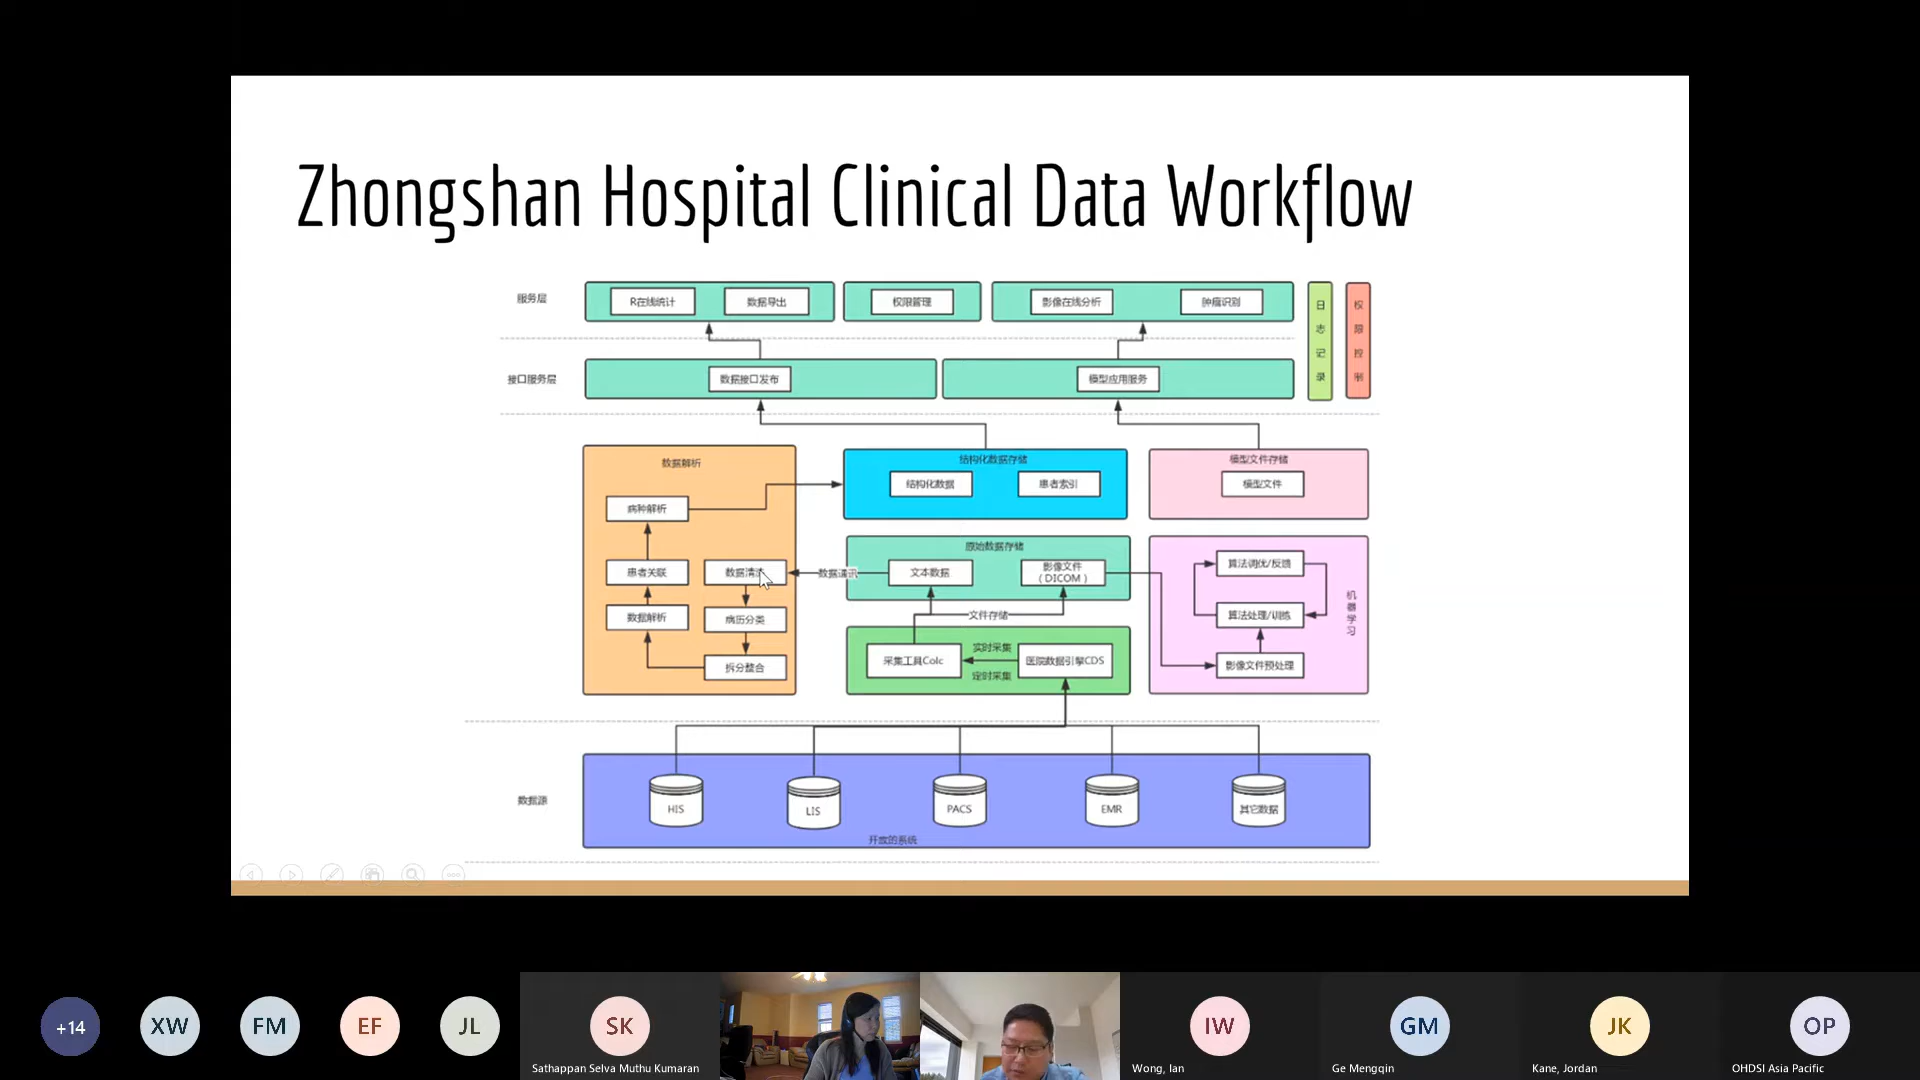 Zhongshan Hospital Clinical Data Workflow
服务层
R在线统计
数据导出
权限管理
影像在线分析
肿瘤识别
日志记录
权限控制
接口服务层
数据接口发布
模型应用服务
数据解析
病种解析
患者关联
数据解析
数据清洗
病历分类
拆分整合
结构化数据存储
结构化数据
患者索引
模型文件存储
模型文件
原始数据存储
数据通讯
文本数据
影像文件
(DICOM)
文件存储
采集工具Colc
实时采集
定时采集
医院数据引擎CDS
算法调优/反馈
算法处理/训练
影像文件预处理
机器学习
数据源
HIS
LIS
PACS
EMR
其它数据
开放的系统
+14
XW
FM
EF
JL
SK
Sathappan Selva Muthu Kumaran
IW
Wong, Ian
GM
Ge Mengqin
JK
Kane, Jordan
OP
OHDSI Asia Pacific